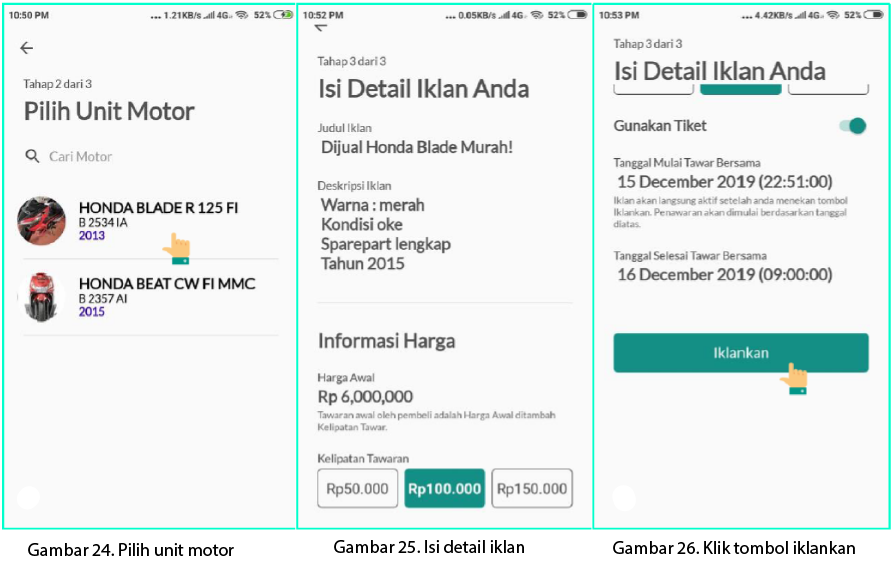 10:50 PM
... 1.21KB/s 4G 52%
←
Tahap 2 dari 3
Pilih Unit Motor
Cari Motor
HONDA BLADE R 125 FI
B 2534 IA
2013
HONDA BEAT CW FI MMC
B 2357 AI
2015
Gambar 24. Pilih unit motor
10:52 PM
... 0.05KB/s 4G 52%
Tahap 3 dari 3
Isi Detail Iklan Anda
Judul Iklan
Dijual Honda Blade Murah!
Deskripsi Iklan
Warna : merah
Kondisi oke
Sparepart lengkap
Tahun 2015
Informasi Harga
Harga Awal
Rp 6,000,000
Tawaran awal oleh pembeli adalah Harga Awal ditambah
Kelipatan Tawar.
Kelipatan Tawaran
Rp50.000 Rp100.000 Rp150.000
Gambar 25. Isi detail iklan
10:53 PM
... 4.42KB/s 4G 52%
Tahap 3 dari 3
Isi Detail Iklan Anda
Gunakan Tiket
Tanggal Mulai Tawar Bersama
15 December 2019 (22:51:00)
Iklan akan langsung aktif setelah anda menekan tombol
Iklankan. Penawaran akan dimulai berdasarkan tanggal
diatas.
Tanggal Selesai Tawar Bersama
16 December 2019 (09:00:00)
Iklankan
Gambar 26. Klik tombol iklankan